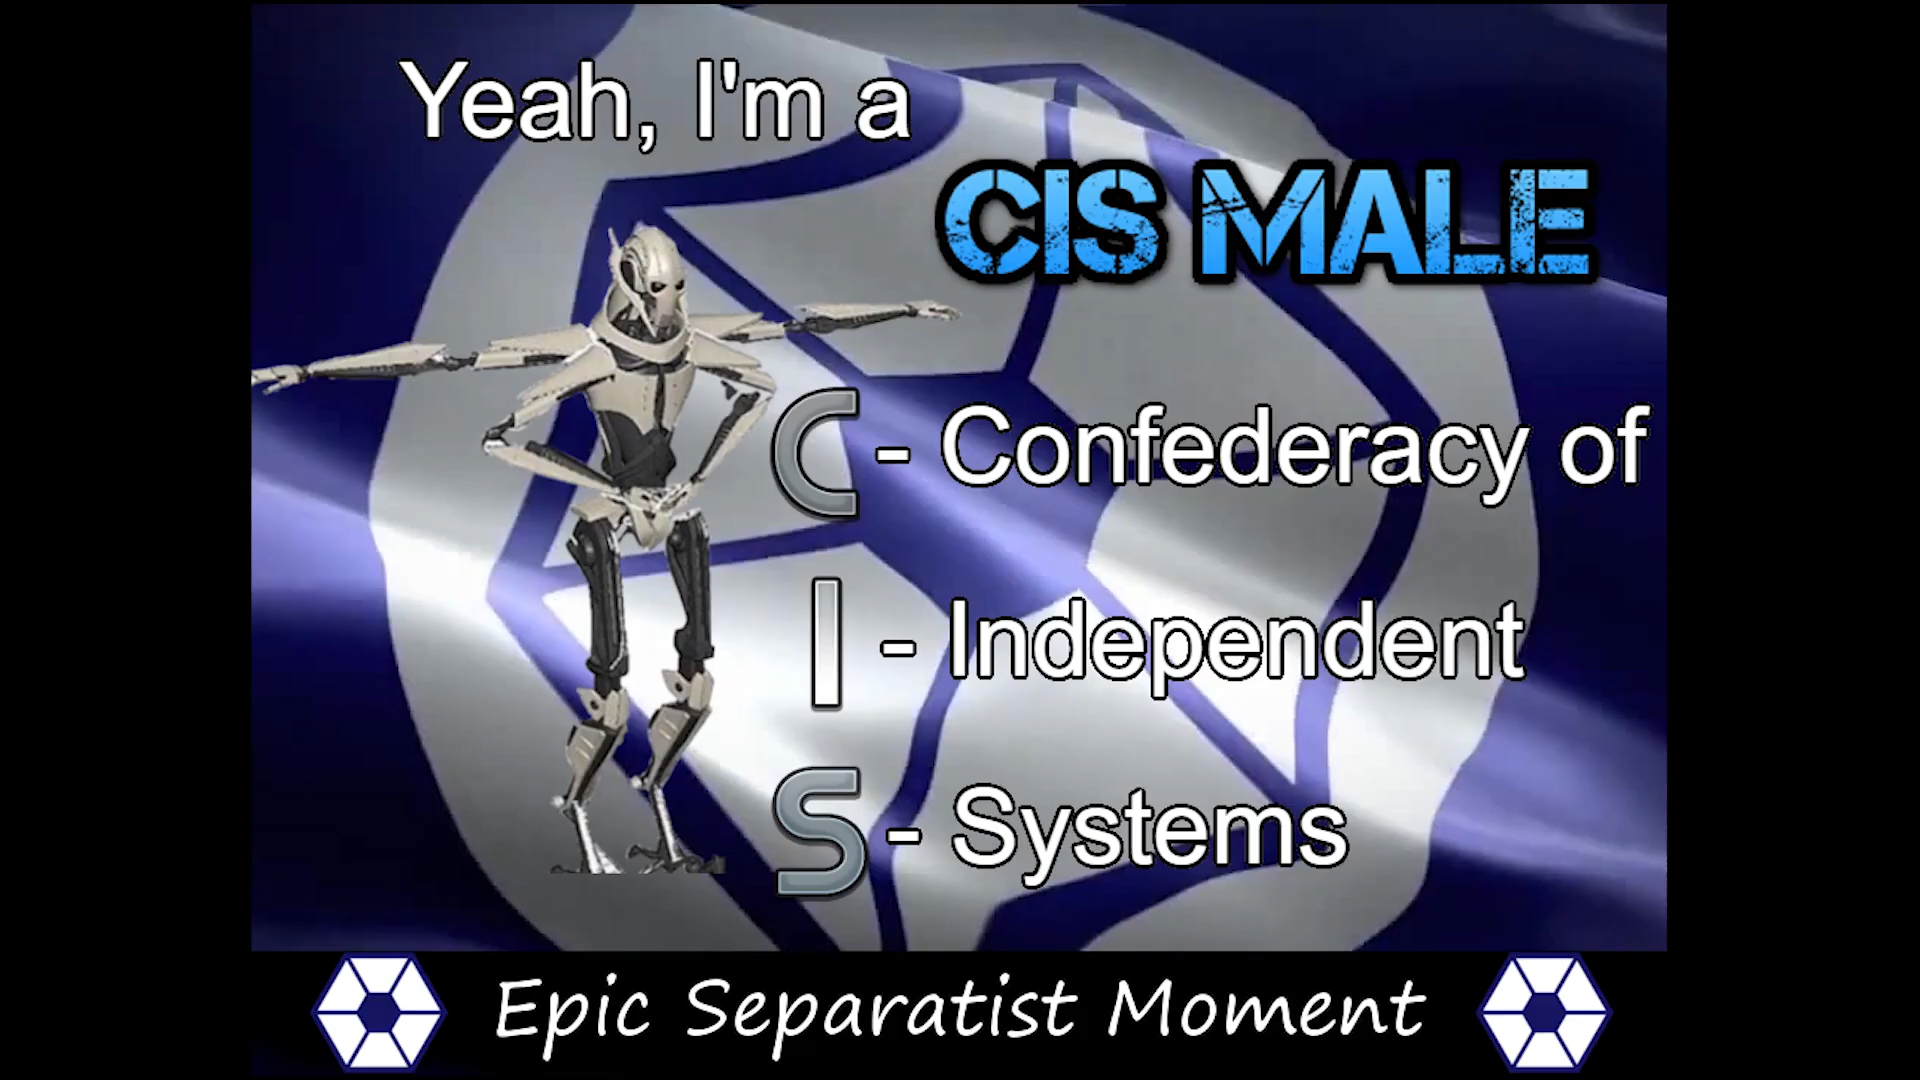 Yeah, I'm a
CIS MALE
C - Confederacy of
I - Independent
S - Systems
Epic Separatist Moment